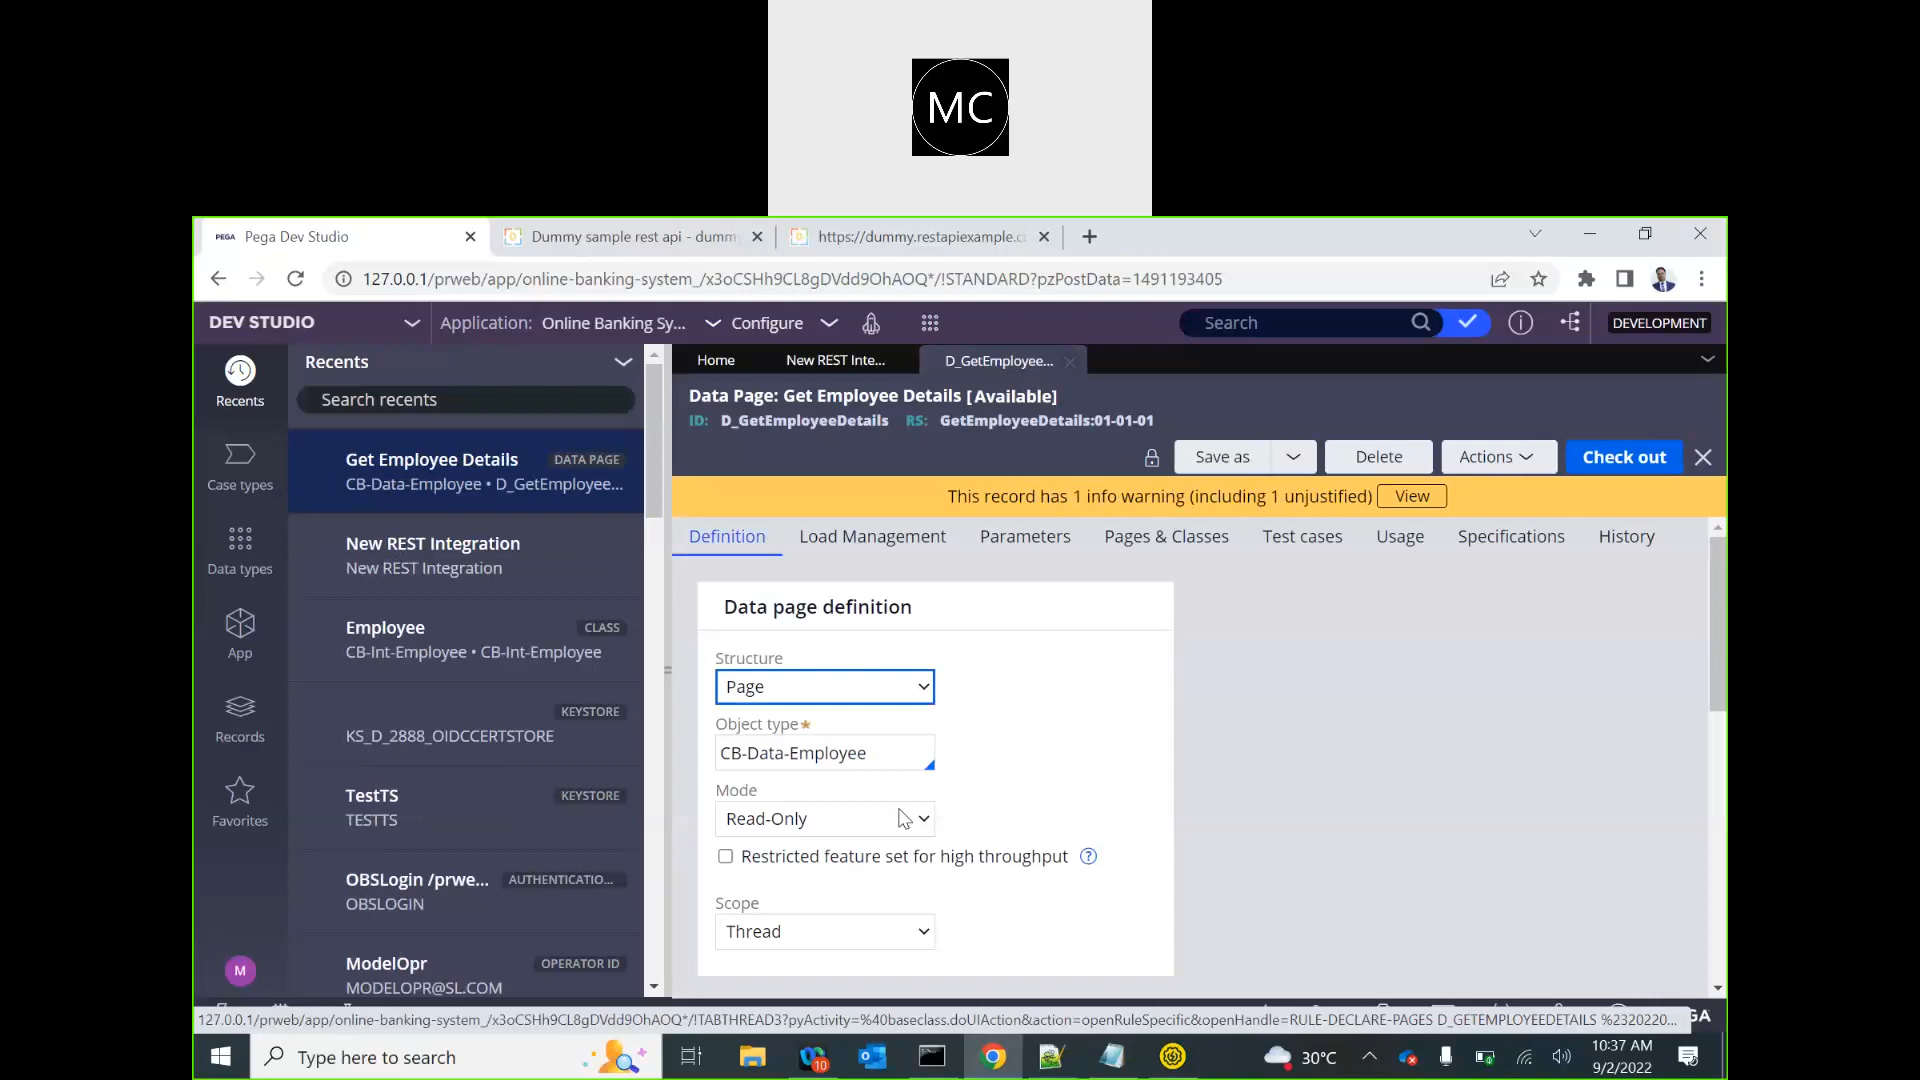 MC
PEGA Pega Dev Studio
Dummy sample rest api - dumm
https://dummy.restapiexample.c
127.0.0.1/prweb/app/online-banking-system_/x3oCSHh9CL8gDVdd9OhAOQ*/!STANDARD?pzPostData=1491193405
DEV STUDIO
Application: Online Banking Sy...
Configure
Search
DEVELOPMENT
Recents
Case types
Data types
App
Records
Favorites
M
Recents
Search recents
Get Employee Details DATA PAGE
CB-Data-Employee • D_GetEmployee...
New REST Integration
New REST Integration
Employee CLASS
CB-Int-Employee • CB-Int-Employee
KEYSTORE
KS_D_2888_OIDCCERTSTORE
TestTS KEYSTORE
TESTTS
OBSLogin /prwe... AUTHENTICATIO...
OBSLOGIN
ModelOpr OPERATOR ID
MODELOPR@SL.COM
Home New REST Inte... D_GetEmployee...
Data Page: Get Employee Details [Available]
ID: D_GetEmployeeDetails RS: GetEmployeeDetails:01-01-01
Save as Delete Actions Check out
This record has 1 info warning (including 1 unjustified) View
Definition Load Management Parameters Pages & Classes Test cases Usage Specifications History
Data page definition
Structure
Page
Object type★
CB-Data-Employee
Mode
Read-Only
Restricted feature set for high throughput ?
Scope
Thread
127.0.0.1/prweb/app/online-banking-system_/x3oCSHh9CL8gDVdd9OhAOQ*/!TABTHREAD3?pyActivity=%40baseclass.doUIAction&action=openRuleSpecific&openHandle=RULE-DECLARE-PAGES D_GETEMPLOYEEDETAILS %2320220...
GA
Type here to search
10
30°C
10:37 AM
9/2/2022